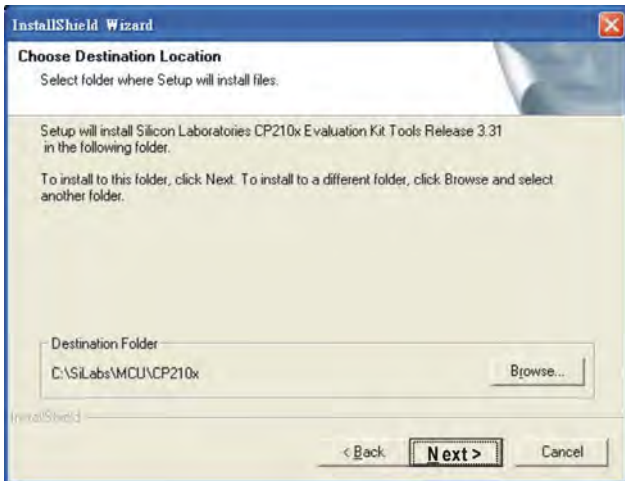 InstallShield Wizard
Choose Destination Location
Select folder where Setup will install files.
Setup will install Silicon Laboratories CP210x Evaluation Kit Tools Release 3.31
in the following folder.
To install to this folder, click Next. To install to a different folder, click Browse and select
another folder.
Destination Folder
C:\SiLabs\MCU\CP210x
Browse...
InstallShield
< Back
Next >
Cancel